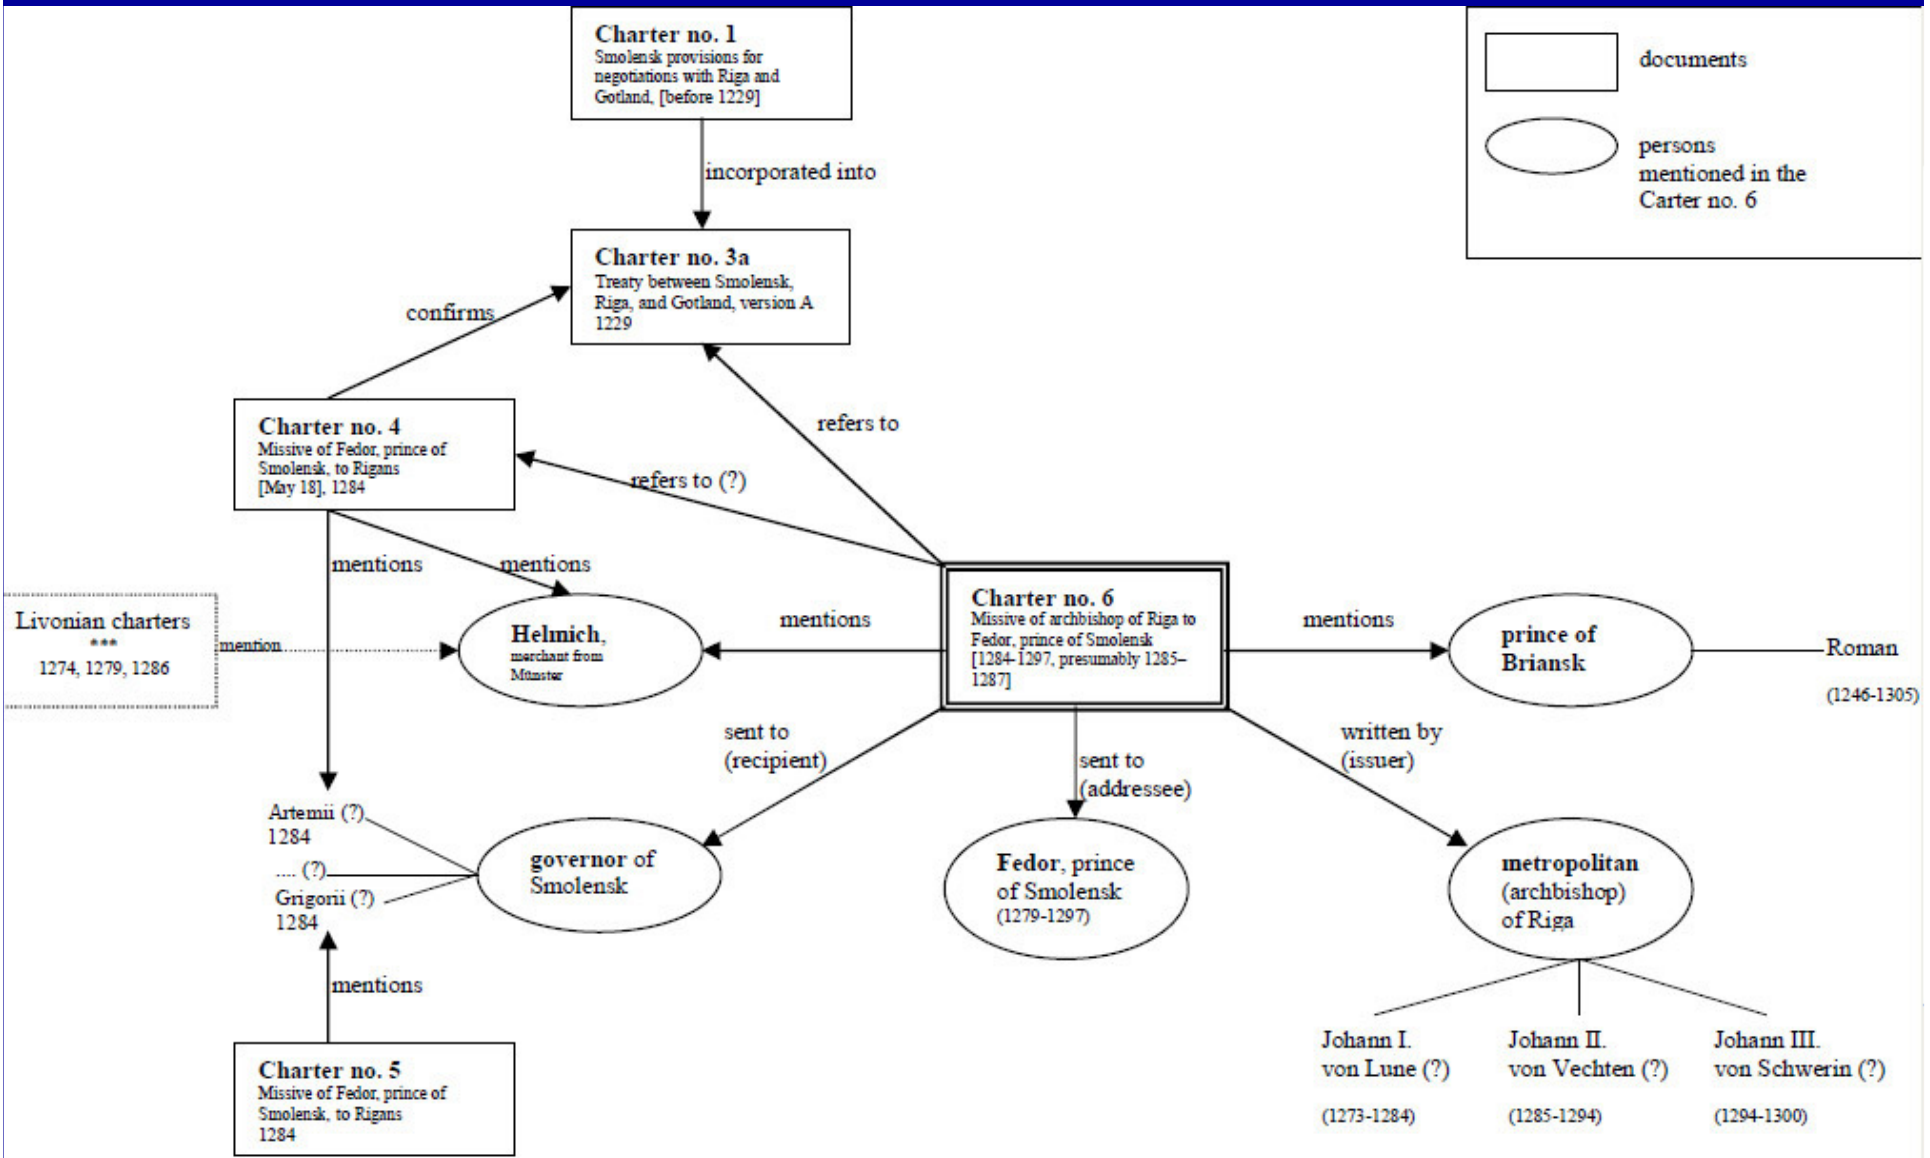 Charter no. 1
Smolensk provisions for
negotiations with Riga and
Gotland, [before 1229]
documents
persons
mentioned in the
Carter no. 6
incorporated into
Charter no. 3a
Treaty between Smolensk,
Riga, and Gotland, version A
1229
confirms
refers to
Charter no. 4
Missive of Fedor, prince of
Smolensk, to Rigans
[May 18], 1284
refers to (?)
mentions
mentions
Livonian charters
***
1274, 1279, 1286
mention
Helmich,
merchant from
Münster
mentions
Charter no. 6
Missive of archbishop of Riga to
Fedor, prince of Smolensk
[1284-1297, presumably 1285–
1287]
mentions
prince of
Briansk
Roman
(1246-1305)
sent to
(recipient)
sent to
(addressee)
written by
(issuer)
Artemii (?)
1284
.... (?)
Grigorii (?)
1284
governor of
Smolensk
Fedor, prince
of Smolensk
(1279-1297)
metropolitan
(archbishop)
of Riga
mentions
Charter no. 5
Missive of Fedor, prince of
Smolensk, to Rigans
1284
Johann I.
von Lune (?)
(1273-1284)
Johann II.
von Vechten (?)
(1285-1294)
Johann III.
von Schwerin (?)
(1294-1300)